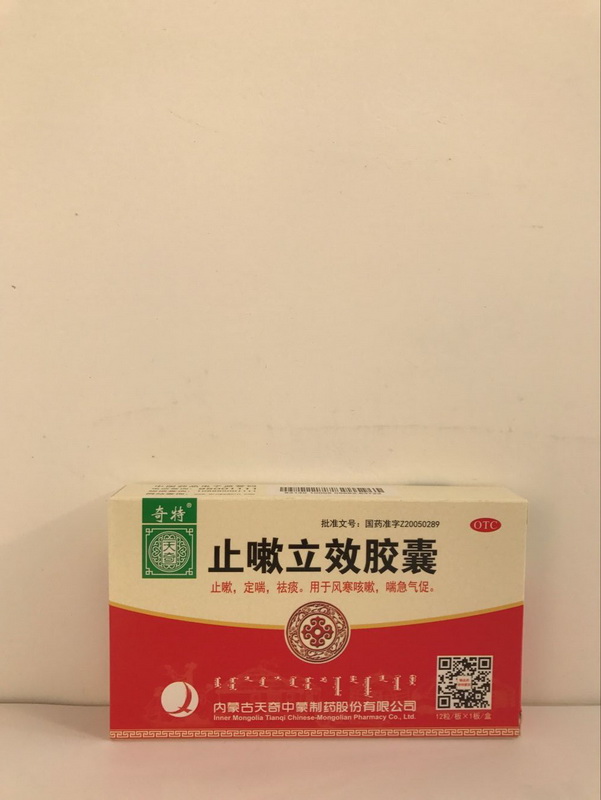 奇特®
天
批准文号：国药准字Z20050289
OTC
止嗽立效胶囊
止嗽，定喘，祛痰。用于风寒咳嗽，喘急气促。
内蒙古天奇中蒙制药股份有限公司
Inner Mongolia Tianqi Chinese-Mongolian Pharmacy Co., Ltd.
12粒/板×1板/盒